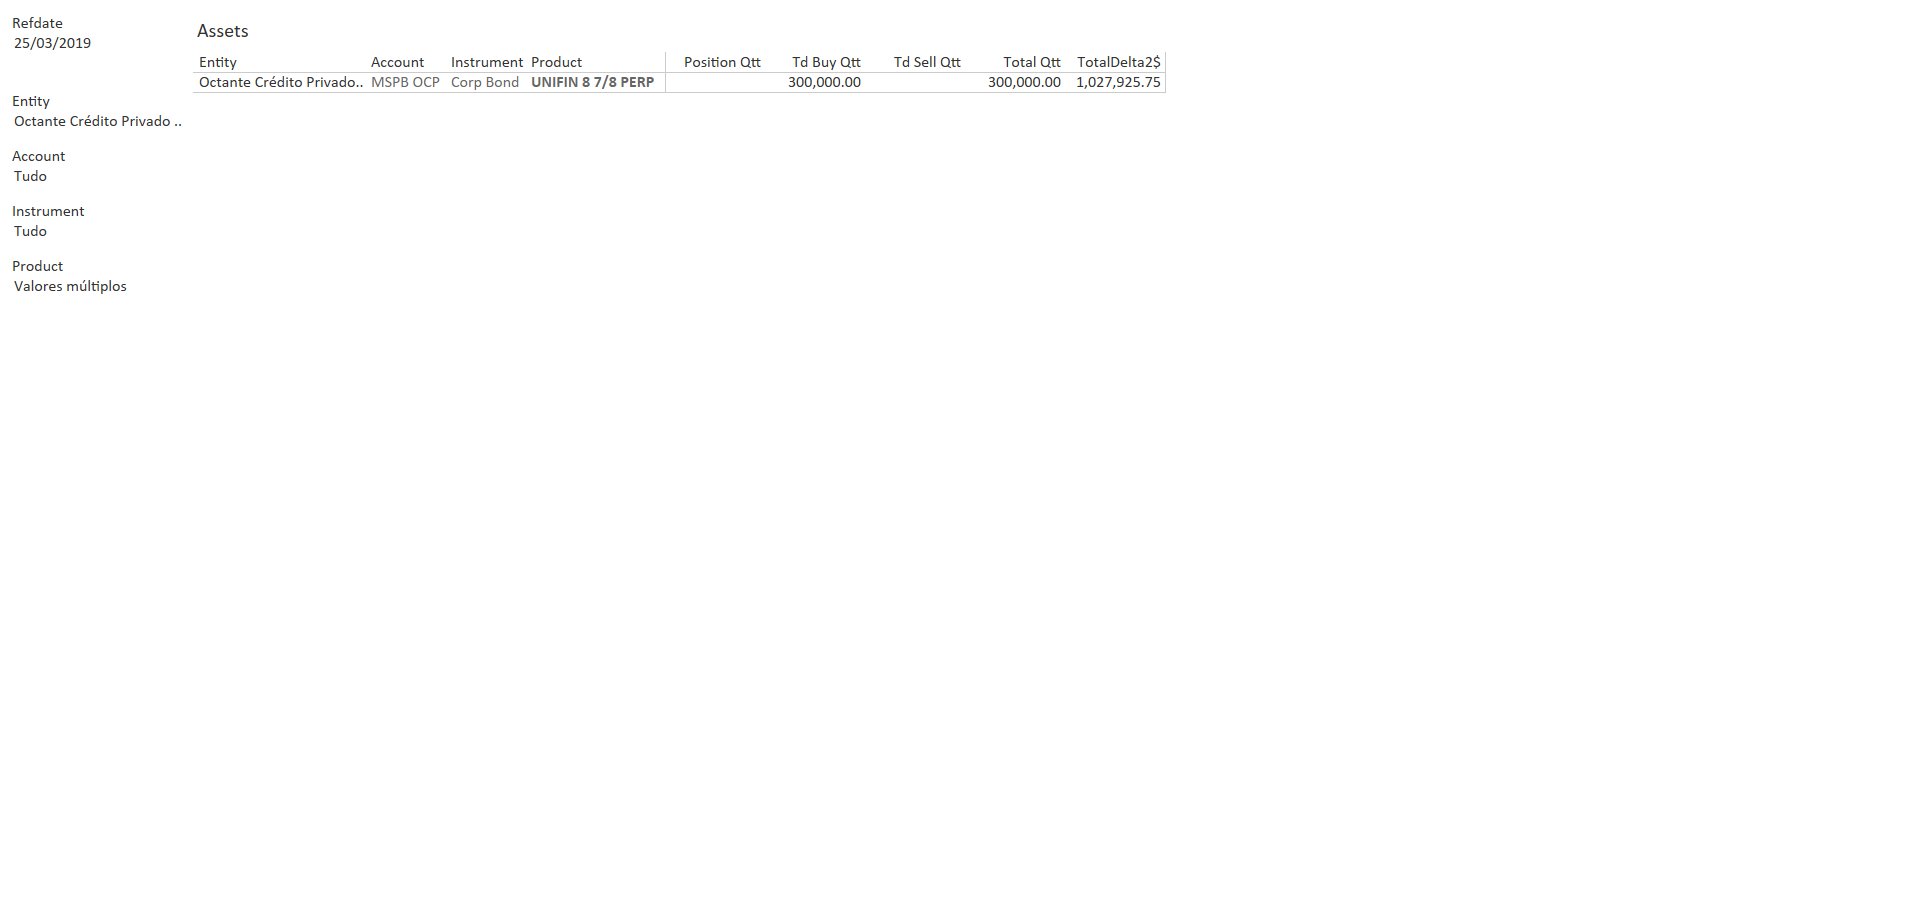 Refdate
25/03/2019
Entity
Octante Crédito Privado ..
Account
Tudo
Instrument
Tudo
Product
Valores múltiplos
Assets
Entity Account Instrument Product Position Qtt Td Buy Qtt Td Sell Qtt Total Qtt TotalDelta2$
Octante Crédito Privado.. MSPB OCP Corp Bond UNIFIN 8 7/8 PERP 300,000.00 300,000.00 1,027,925.75